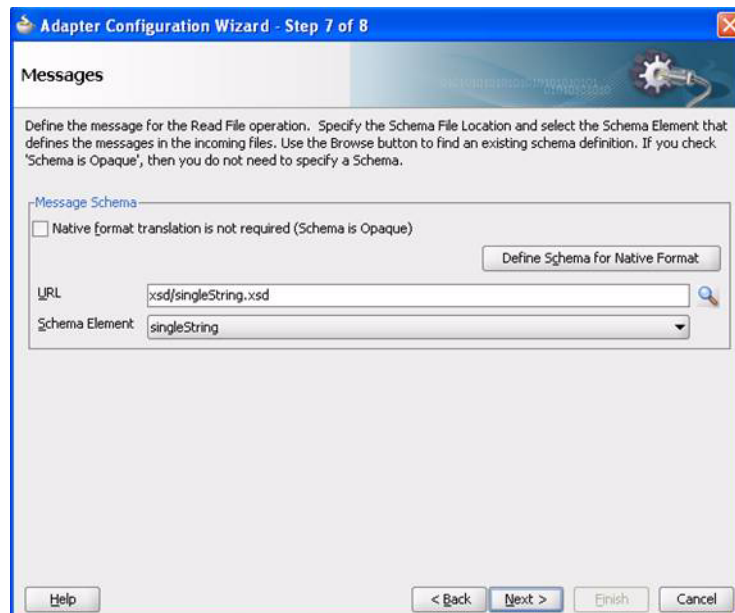 Adapter Configuration Wizard - Step 7 of 8
Messages
Define the message for the Read File operation. Specify the Schema File Location and select the Schema Element that
defines the messages in the incoming files. Use the Browse button to find an existing schema definition. If you check
'Schema is Opaque', then you do not need to specify a Schema.
Message Schema
Native format translation is not required (Schema is Opaque)
Define Schema for Native Format
URL xsd/singleString.xsd
Schema Element singleString
Help < Back Next > Finish Cancel